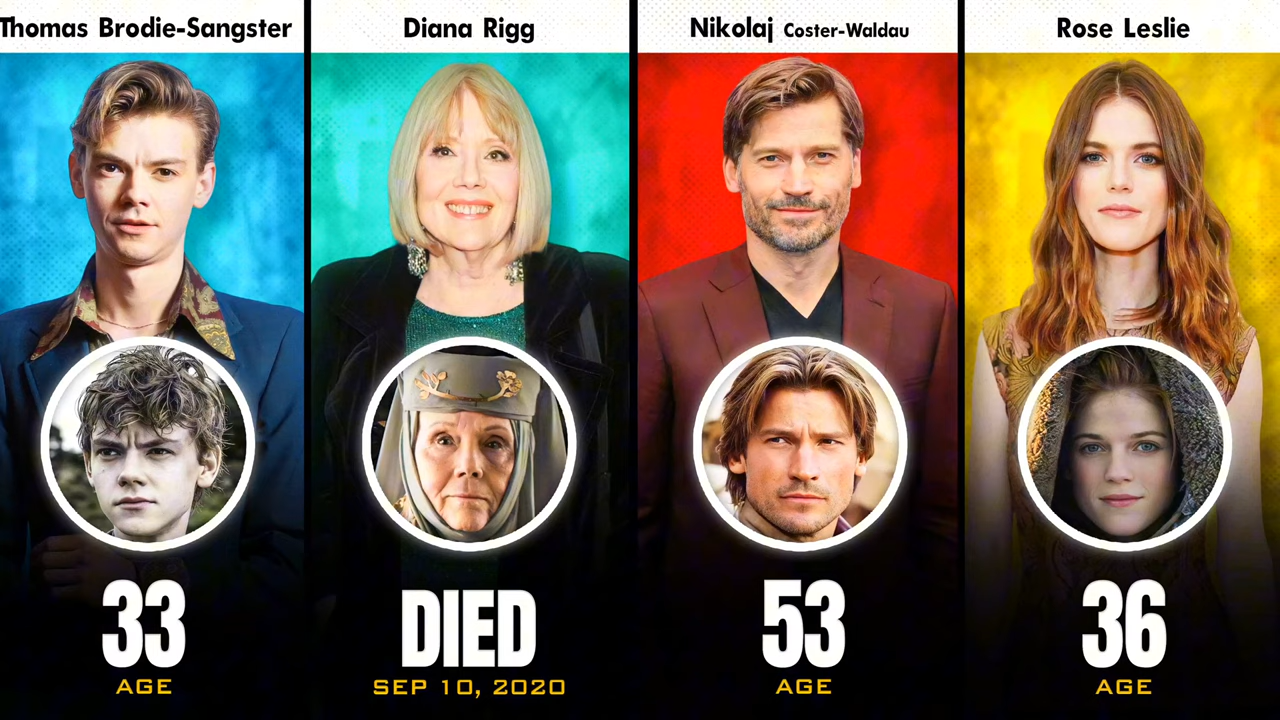 Thomas Brodie-Sangster
Diana Rigg
Nikolaj Coster-Waldau
Rose Leslie
33
AGE
DIED
SEP 10, 2020
53
AGE
36
AGE